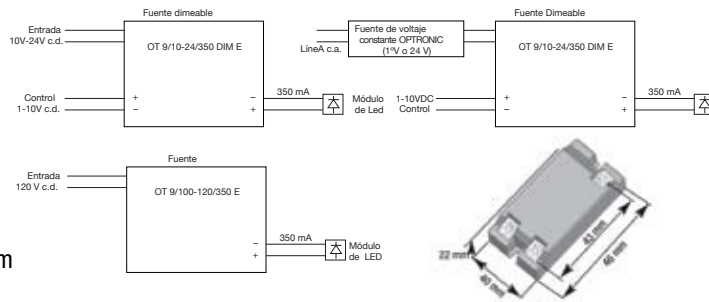 Fuente dimeable
Entrada
10V-24V c.d.
OT 9/10-24/350 DIM E
Control
1-10V c.d.
+
−
−
+
350 mA
Módulo
de Led
Fuente Dimeable
LíneA c.a.
Fuente de voltaje
constante OPTRONIC
(1ºV o 24 V)
OT 9/10-24/350 DIM E
1-10VDC
Control
+
−
−
+
350 mA
Fuente
Entrada
120 V c.d.
OT 9/100-120/350 E
−
+
350 mA
Módulo
de LED
m
22 mm
40 mm
43 mm
46 mm